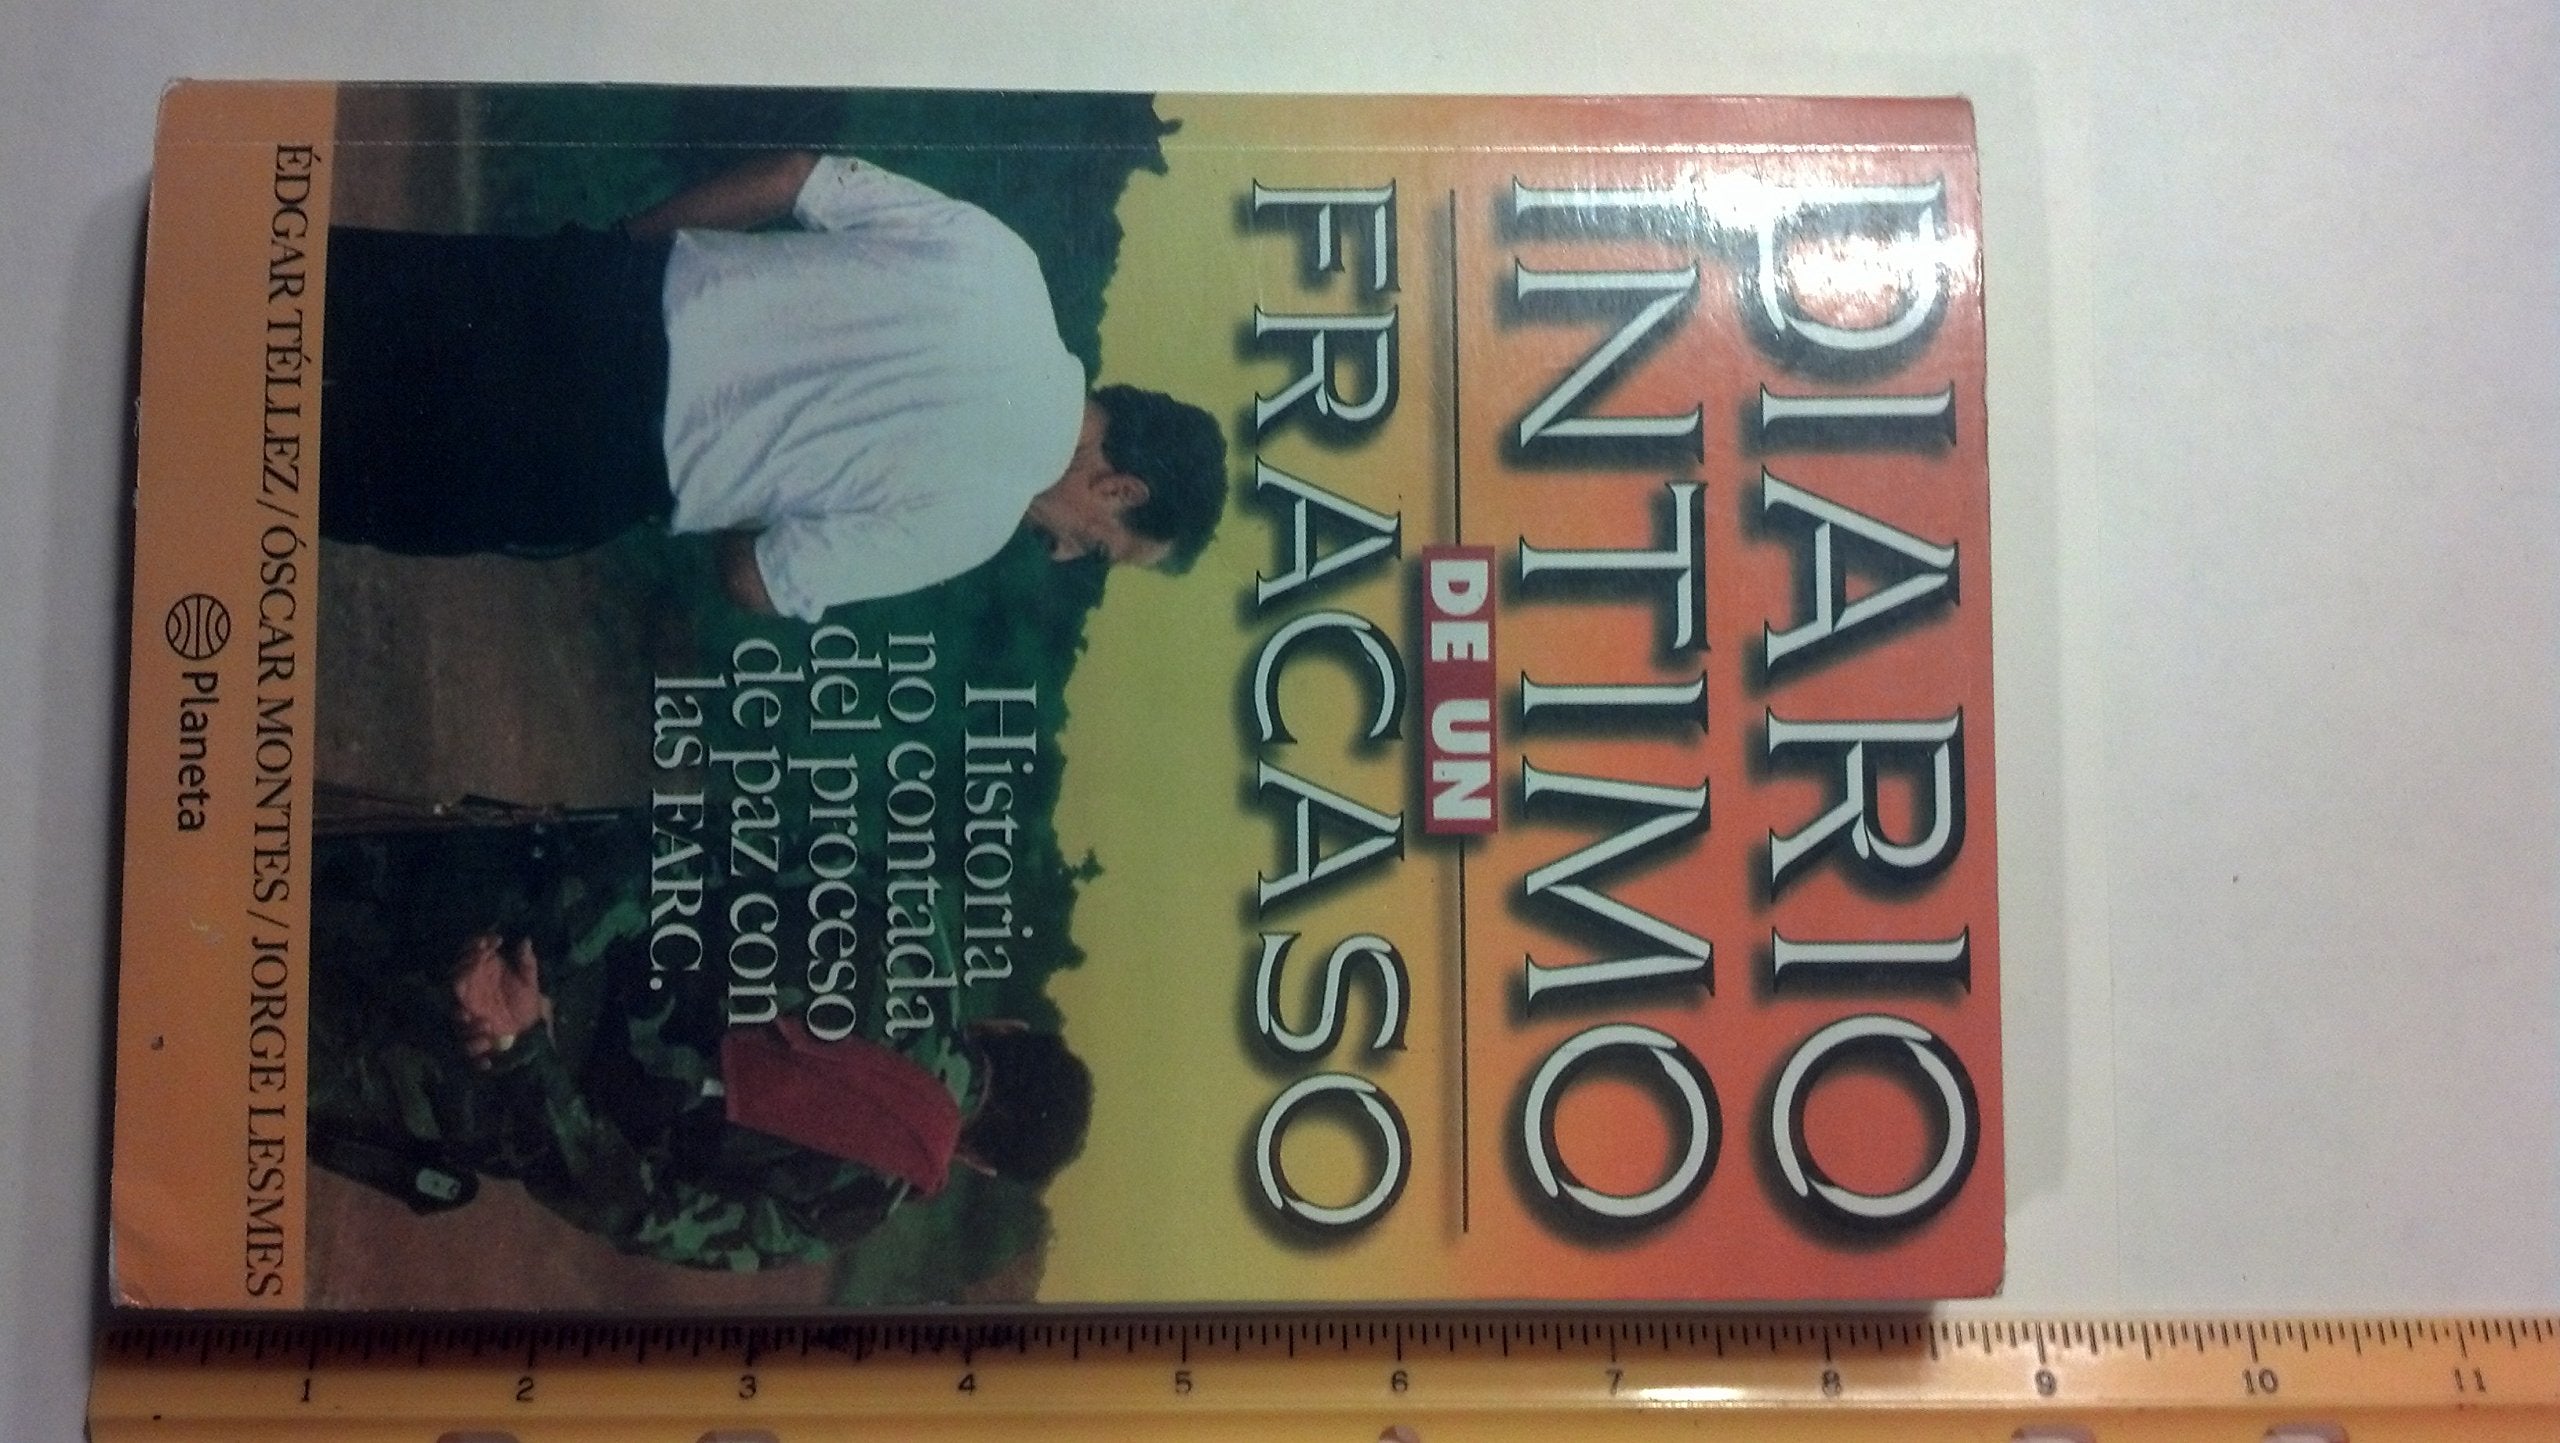 DIARIO
INTIMO
DE UN
FRACASO
Historia
no contada
del proceso
de paz con
las FARC.
ÉDGAR TÉLLEZ / ÓSCAR MONTES / JORGE LESMES
Planeta
1 2 3 4 5 6 7 8 9 10 11